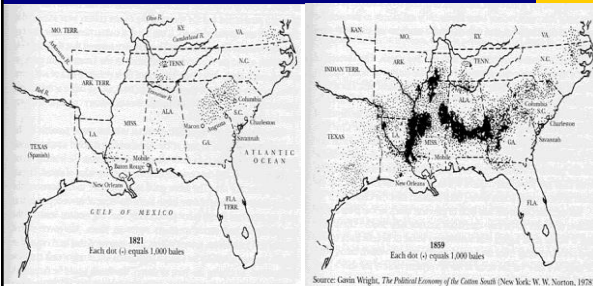 MO. TERR.
Ohio R.
KY.
VA.
Cumberland R.
Arkansas R.
TENN.
N.C.
ARK. TERR.
Tennessee R.
Red R.
Columbia
S.C.
MISS.
ALA.
Macon
Augusta
Charleston
LA.
GA.
Savannah
TEXAS
(Spanish)
ATLANTIC
OCEAN
Mobile
Baton Rouge
New Orleans
FLA.
TERR.
GULF OF MEXICO
1821
Each dot (•) equals 1,000 bales
KAN.
MO.
KY.
VA.
INDIAN TERR.
ARK.
TENN.
N.C.
ALA.
Columbia
S.C.
Charleston
TEXAS
MISS.
GA.
Savannah
Mobile
New Orleans
FLA.
1859
Each dot (•) equals 1,000 bales
Source: Gavin Wright, The Political Economy of the Cotton South (New York: W. W. Norton, 1978